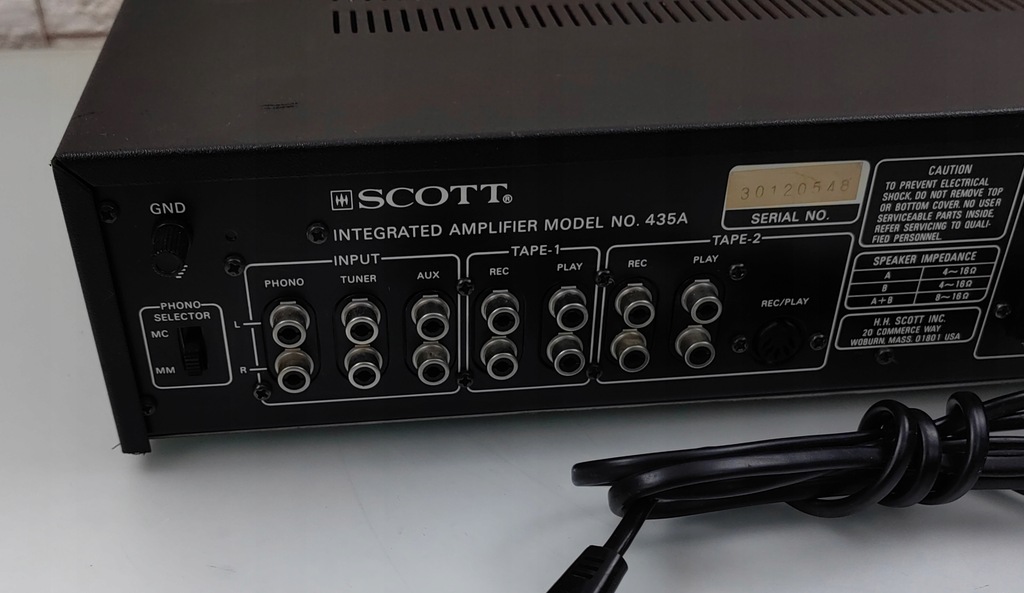 GND
SCOTT®
INTEGRATED AMPLIFIER MODEL NO. 435A
30120548
SERIAL NO.
CAUTION
TO PREVENT ELECTRICAL
SHOCK, DO NOT REMOVE TOP
OR BOTTOM COVER. NO USER
SERVICEABLE PARTS INSIDE.
REFER SERVICING TO QUALI-
FIED PERSONNEL.
INPUT
PHONO TUNER AUX
L
R
TAPE-1
REC PLAY
TAPE-2
REC PLAY
REC/PLAY
PHONO
SELECTOR
MC
MM
SPEAKER IMPEDANCE
A 4~16Ω
B 4~16Ω
A+B 8~16Ω
H.H. SCOTT INC.
20 COMMERCE WAY
WOBURN, MASS. 01801 USA